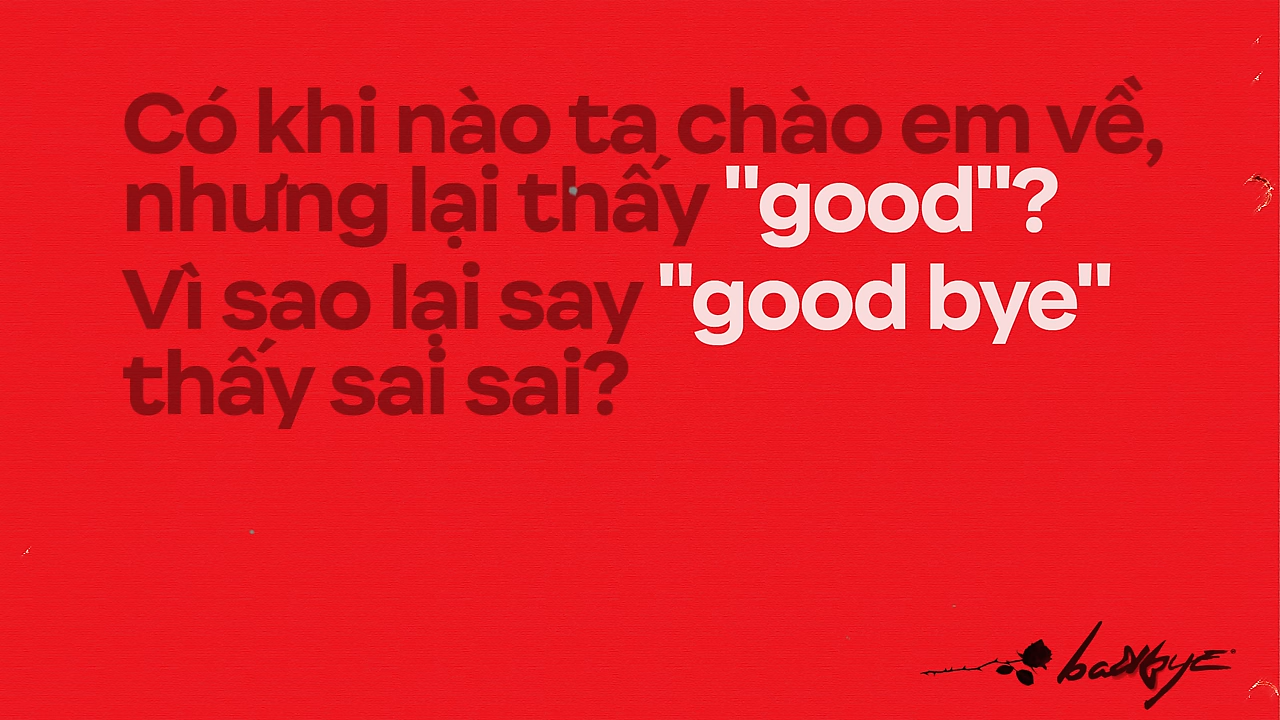 Có khi nào ta chào em về,
nhưng lại thấy "good"?
Vì sao lại say "good bye"
thấy sai sai?
badbye